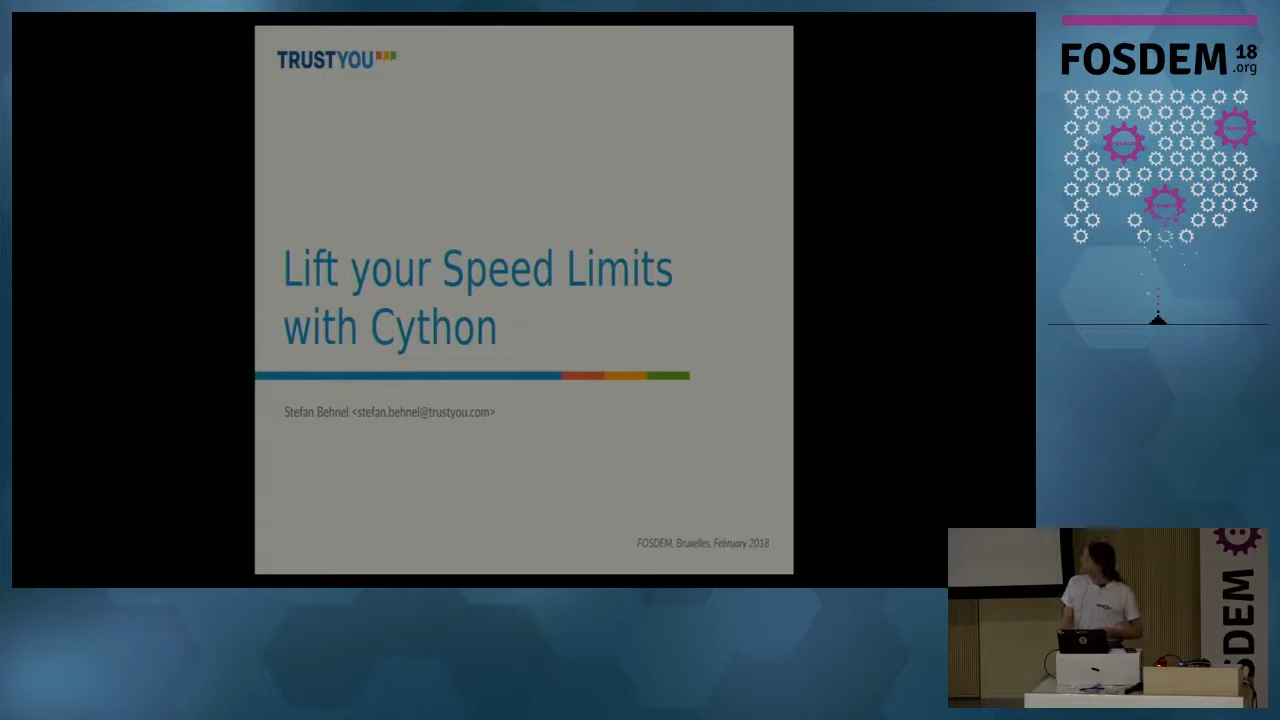 TRUSTYOU
Lift your Speed Limits
with Cython
Stefan Behnel <stefan.behnel@trustyou.com>
FOSDEM, Bruxelles, February 2018
FOSDEM 18
.org
FOSDEM